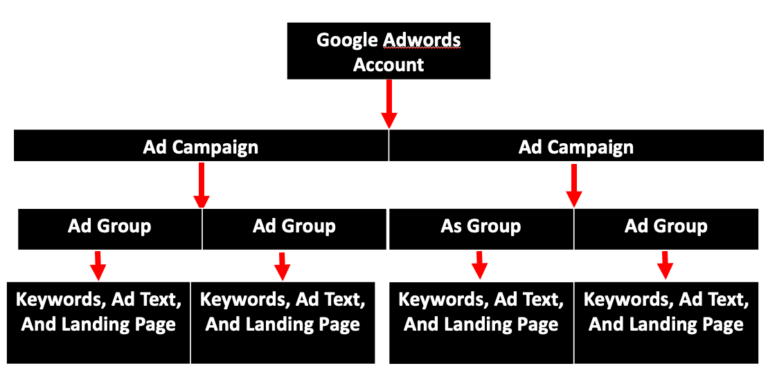 Google Adwords
Account
Ad Campaign
Ad Campaign
Ad Group
Ad Group
As Group
Ad Group
Keywords, Ad Text,
And Landing Page
Keywords, Ad Text,
And Landing Page
Keywords, Ad Text,
And Landing Page
Keywords, Ad Text,
And Landing Page